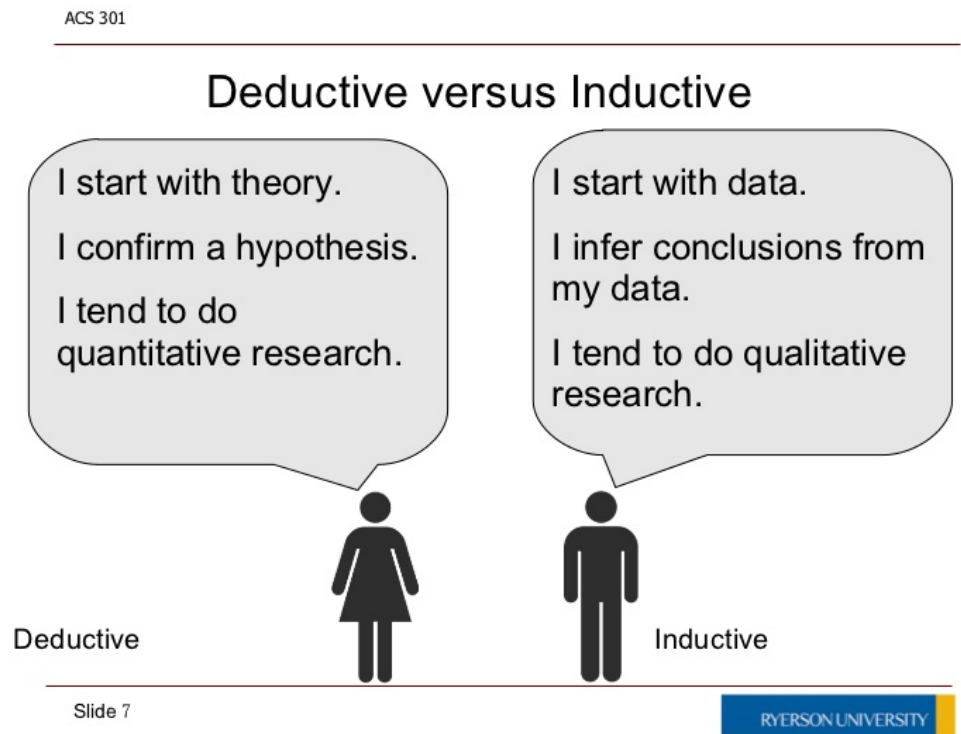 ACS 301
Deductive versus Inductive
I start with theory.
I confirm a hypothesis.
I tend to do
quantitative research.
I start with data.
I infer conclusions from
my data.
I tend to do qualitative
research.
Deductive
Inductive
Slide 7
RYERSON UNIVERSITY